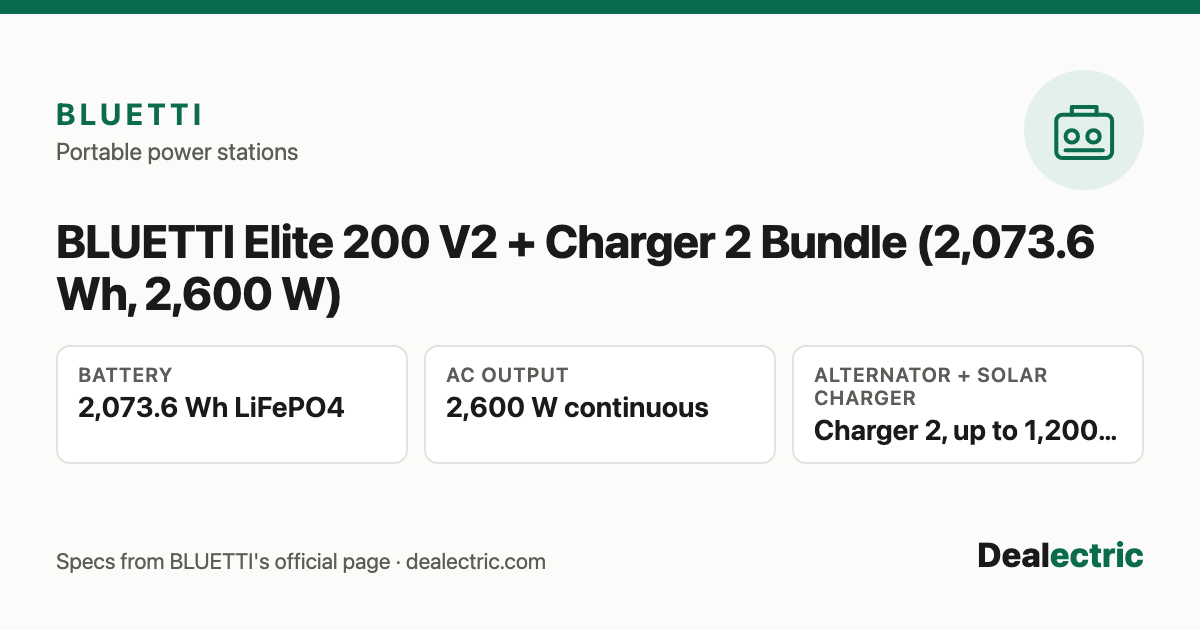 BLUETTI
Portable power stations
BLUETTI Elite 200 V2 + Charger 2 Bundle (2,073.6
Wh, 2,600 W)
BATTERY
2,073.6 Wh LiFePO4
AC OUTPUT
2,600 W continuous
ALTERNATOR + SOLAR
CHARGER
Charger 2, up to 1,200...
Specs from BLUETTI's official page · dealectric.com
Dealectric